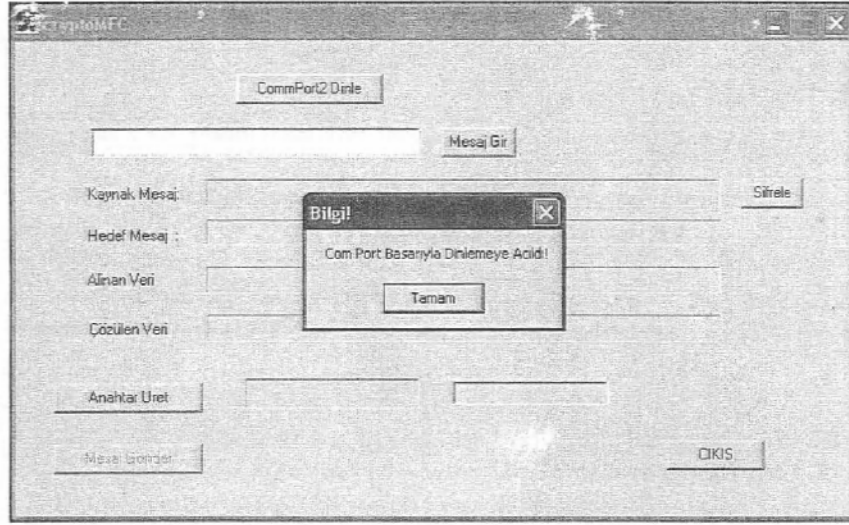 cryptoMFC
CommPort2 Dinle
Mesaj Gir
Kaynak Mesaj:
Sifrele
Bilgi!
Hedef Mesaj :
Com Port Basarıyla Dinlemeye Acildi!
Alinan Veri
Tamam
Çözülen Veri
Anahtar Uret
Mesaj Gonder
CIKIS